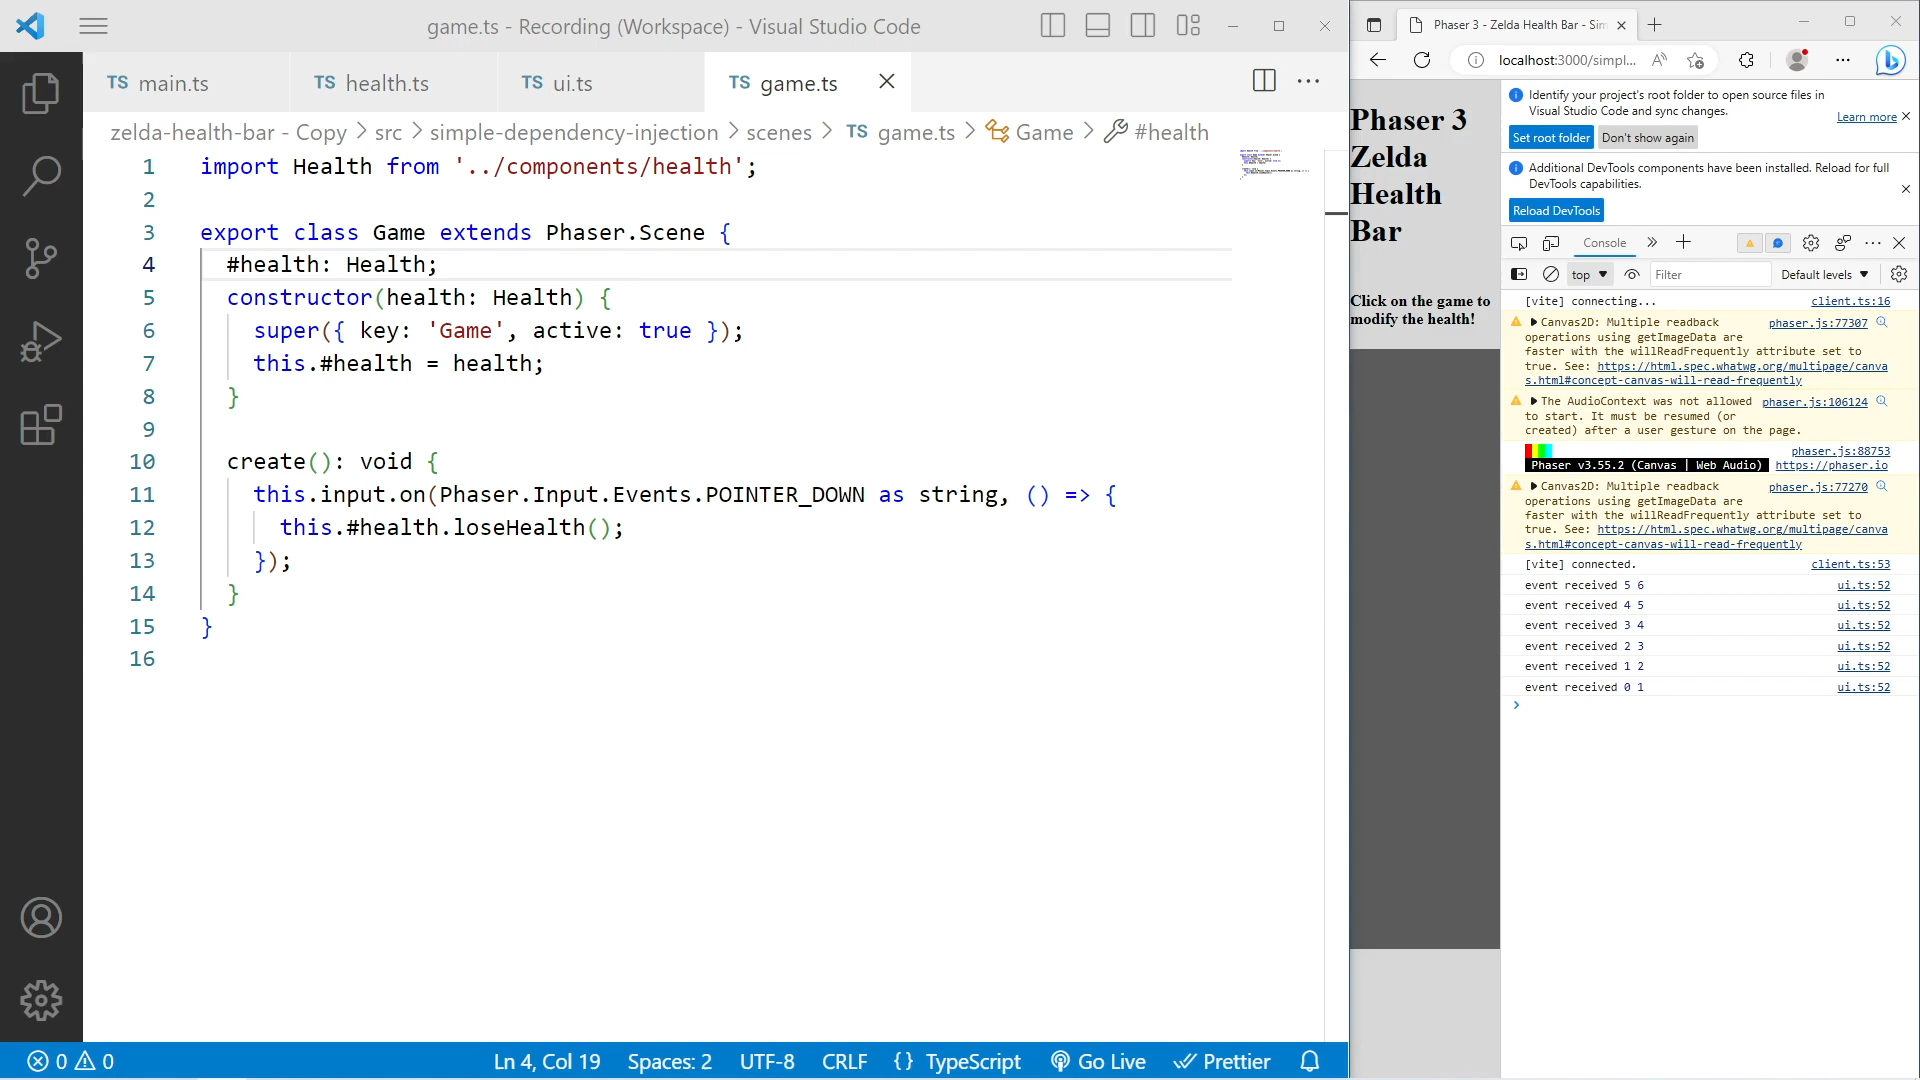 game.ts - Recording (Workspace) - Visual Studio Code
TS main.ts
TS health.ts
TS ui.ts
TS game.ts
zelda-health-bar - Copy > src > simple-dependency-injection > scenes > TS game.ts > Game > #health
1 import Health from '../components/health';
2
3 export class Game extends Phaser.Scene {
4 #health: Health;
5 constructor(health: Health) {
6 super({ key: 'Game', active: true });
7 this.#health = health;
8 }
9
10 create(): void {
11 this.input.on(Phaser.Input.Events.POINTER_DOWN as string, () => {
12 this.#health.loseHealth();
13 });
14 }
15 }
16
0 0
Ln 4, Col 19
Spaces: 2
UTF-8
CRLF
{ } TypeScript
Go Live
Prettier
Phaser 3 - Zelda Health Bar - Sim
localhost:3000/simpl...
Phaser 3
Zelda
Health
Bar
Click on the game to
modify the health!
Identify your project's root folder to open source files in
Visual Studio Code and sync changes.
Learn more
Set root folder
Don't show again
Additional DevTools components have been installed. Reload for full
DevTools capabilities.
Reload DevTools
Console
top
Filter
Default levels
[vite] connecting... client.ts:16
Canvas2D: Multiple readback phaser.js:77307
operations using getImageData are
faster with the willReadFrequently attribute set to
true. See: https://html.spec.whatwg.org/multipage/canva
s.html#concept-canvas-will-read-frequently
The AudioContext was not allowed phaser.js:106124
to start. It must be resumed (or
created) after a user gesture on the page.
phaser.js:88753
Phaser v3.55.2 (Canvas | Web Audio) https://phaser.io
Canvas2D: Multiple readback phaser.js:77270
operations using getImageData are
faster with the willReadFrequently attribute set to
true. See: https://html.spec.whatwg.org/multipage/canva
s.html#concept-canvas-will-read-frequently
[vite] connected. client.ts:53
event received 5 6 ui.ts:52
event received 4 5 ui.ts:52
event received 3 4 ui.ts:52
event received 2 3 ui.ts:52
event received 1 2 ui.ts:52
event received 0 1 ui.ts:52